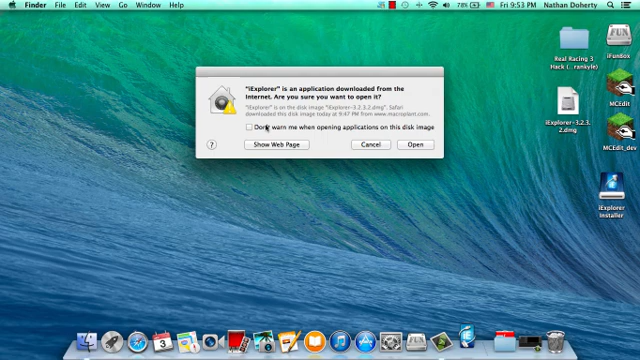 Finder File Edit View Go Window Help 78% Fri 9:53 PM Nathan Doherty
"iExplorer" is an application downloaded from the
Internet. Are you sure you want to open it?
"iExplorer" is on the disk image "iExplorer-3.2.3.2.dmg". Safari
downloaded this disk image today at 9:47 PM from www.macroplant.com.
Don't warn me when opening applications on this disk image
? Show Web Page Cancel Open
Real Racing 3
Hack (...rankyle)
iFunbox
FUN
MCEdit
iExplorer-3.2.3.
2.dmg
MCEdit_dev
iExplorer
Installer
3